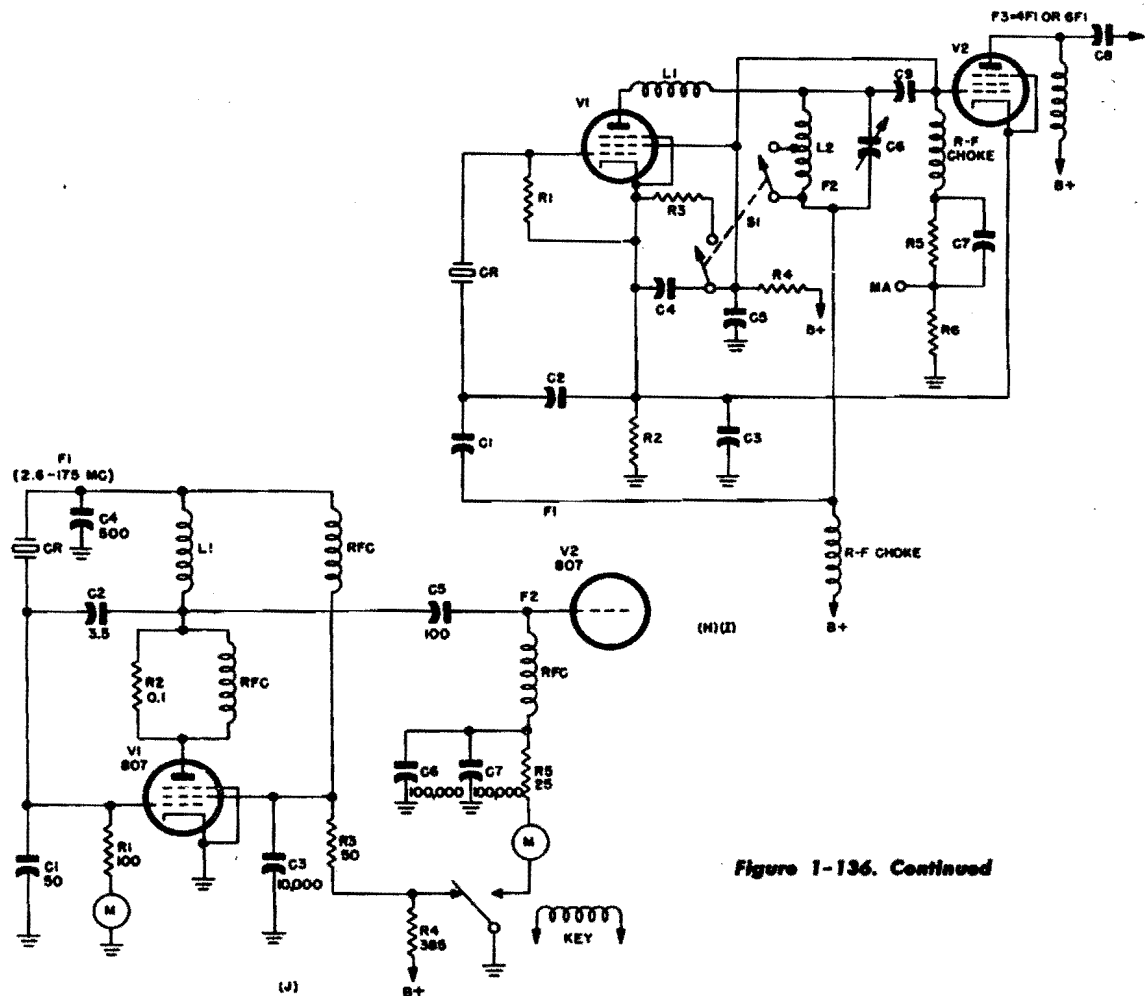 F3=4F1 OR 6F1
V2
C8
L1
C9
V1
R-F
CHOKE
L2
C6
B+
R1
F2
R3
S1
R5
C7
CR
R4
MA
C4
C5
B+
R6
C2
C1
R2
C3
F1
(2.6-175 MC)
F1
C4
500
CR
L1
RFC
R-F CHOKE
V2
807
C2
3.5
C5
100
F2
(H)(I)
B+
R2
0.1
RFC
RFC
V1
807
C6
100,000
C7
100,000
R5
25
R1
100
R3
50
M
C1
50
C3
10,000
Figure 1-136. Continued
M
R4
385
KEY
(J)
B+